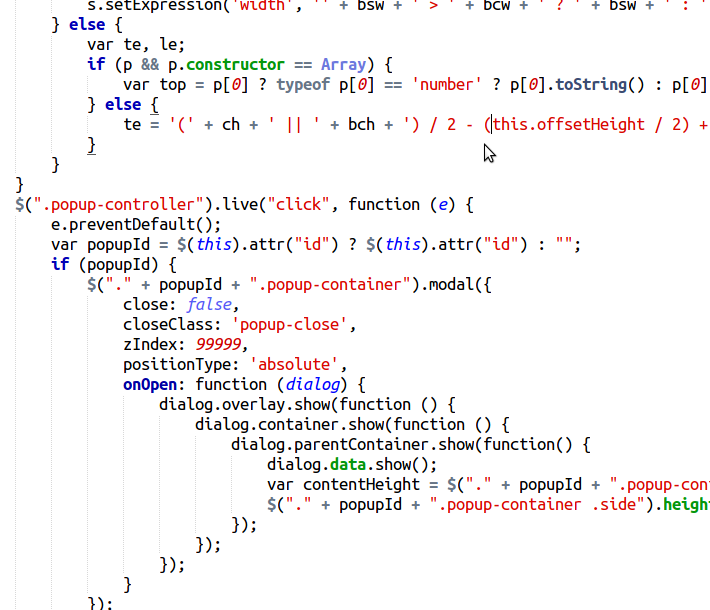 s.setExpression('width', '' + bsw + ' > ' + bcw + ' ? ' + bsw + ' : '
} else {
var te, le;
if (p && p.constructor == Array) {
var top = p[0] ? typeof p[0] == 'number' ? p[0].toString() : p[0]
} else {
te = '(' + ch + ' || ' + bch + ') / 2 - (this.offsetHeight / 2) +
}
}
}
$(".popup-controller").live("click", function (e) {
e.preventDefault();
var popupId = $(this).attr("id") ? $(this).attr("id") : "";
if (popupId) {
$("." + popupId + ".popup-container").modal({
close: false,
closeClass: 'popup-close',
zIndex: 99999,
positionType: 'absolute',
onOpen: function (dialog) {
dialog.overlay.show(function () {
dialog.container.show(function () {
dialog.parentContainer.show(function() {
dialog.data.show();
var contentHeight = $("." + popupId + ".popup-con
$("." + popupId + ".popup-container .side").heigh
});
});
});
}
});